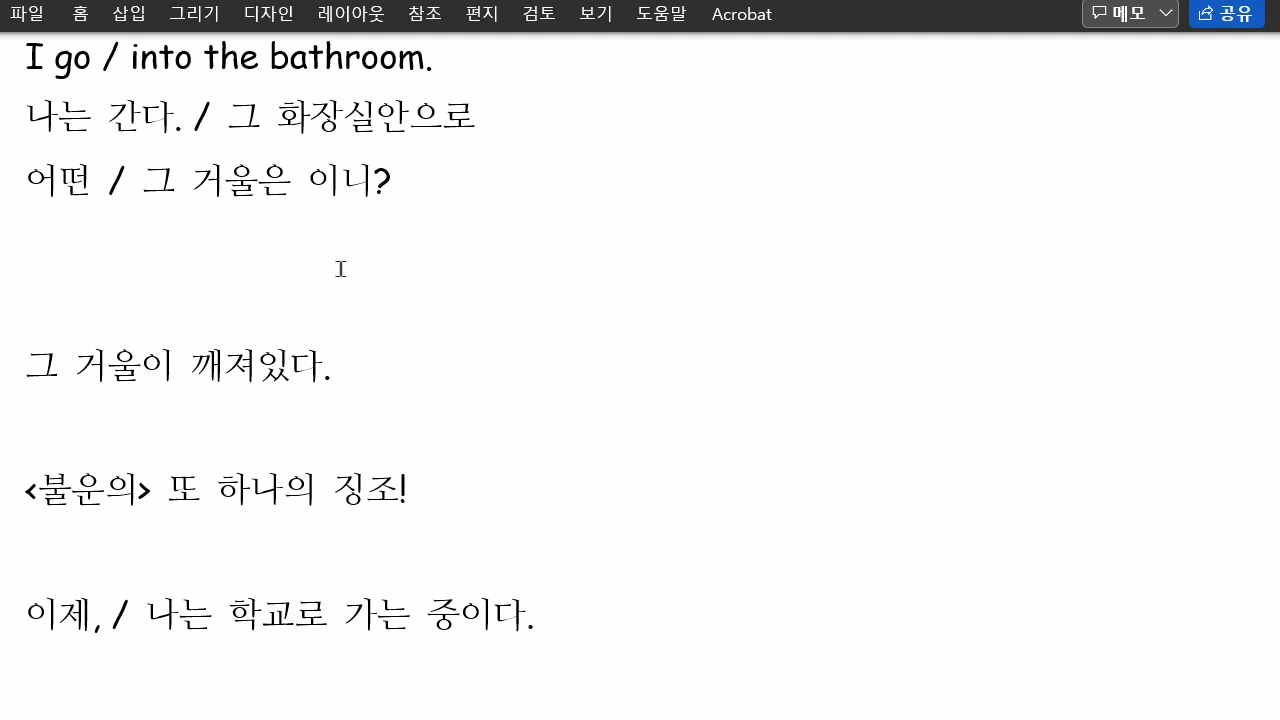 파일 홈 삽입 그리기 디자인 레이아웃 참조 편지 검토 보기 도움말 Acrobat 메모 공유
I go / into the bathroom.
나는 간다. / 그 화장실안으로
어떤 / 그 거울은 이니?
그 거울이 깨져있다.
<불운의> 또 하나의 징조!
이제, / 나는 학교로 가는 중이다.